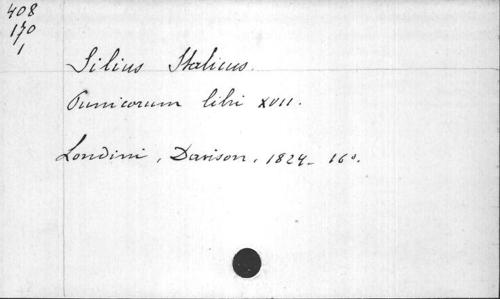 408
170
1
Silius Italicus.
Punicorum libri XVII.
Londini, Davison, 1824. 16°.